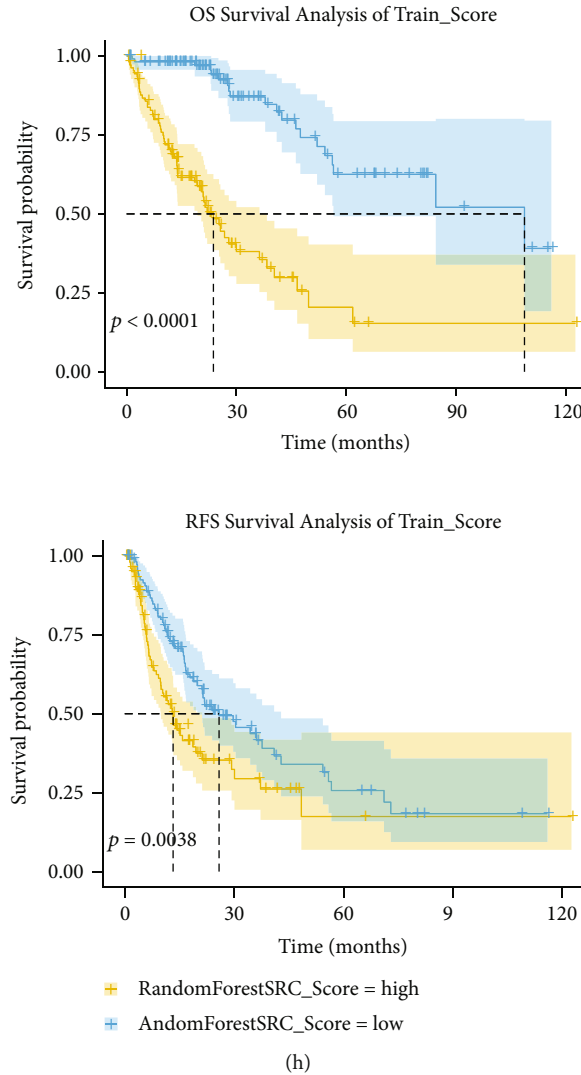 OS Survival Analysis of Train_Score
1.00
0.75
0.50
0.25
0.00
Survival probability
p < 0.0001
0 30 60 90 120
Time (months)
RFS Survival Analysis of Train_Score
1.00
0.75
0.50
0.25
0.00
Survival probability
p = 0.0038
0 30 60 9 120
Time (months)
RandomForestSRC_Score = high
AndomForestSRC_Score = low
(h)